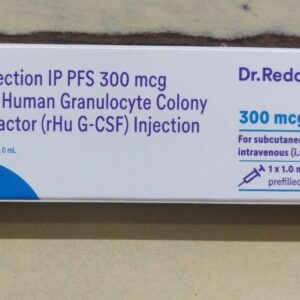 ection IP PFS 300 mcg
Human Granulocyte Colony
actor (rHu G-CSF) Injection
.0 mL
Dr.Redd
300 mcg
For subcutane
intravenous (i.
1 x 1.0 m
prefilled